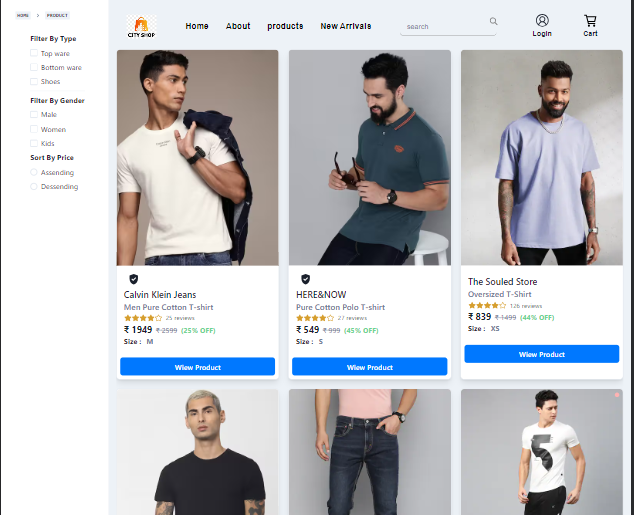 HOME > PRODUCT
Filter By Type
Top ware
Bottom ware
Shoes
Filter By Gender
Male
Women
Kids
Sort By Price
Assending
Dessending
CITY SHOP
Home
About
products
New Arrivals
search
Login
Cart
Calvin Klein Jeans
Men Pure Cotton T-shirt
25 reviews
₹ 1949 ₹ 2599 (25% OFF)
Size : M
Wiew Product
HERE&NOW
Pure Cotton Polo T-shirt
27 reviews
₹ 549 ₹ 999 (45% OFF)
Size : S
Wiew Product
The Souled Store
Oversized T-Shirt
126 reviews
₹ 839 ₹ 1499 (44% OFF)
Size : XS
Wiew Product